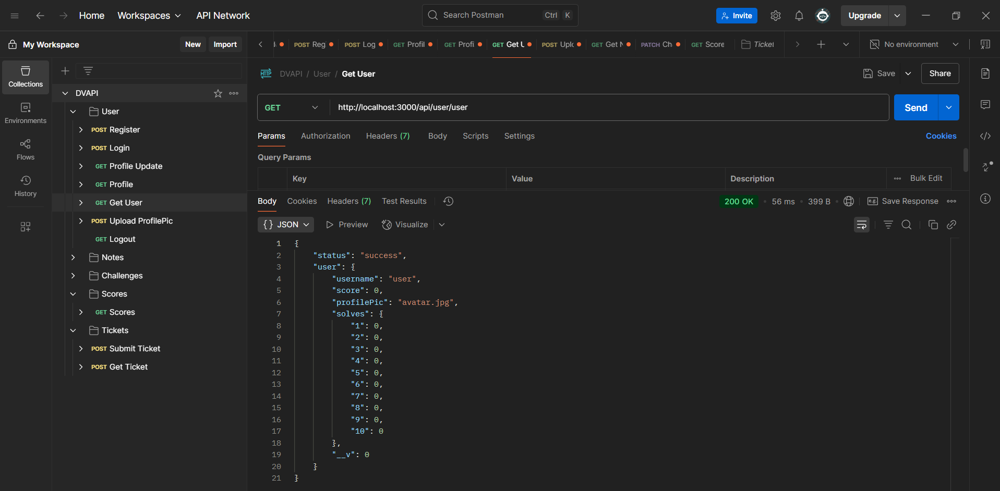 Home
Workspaces
API Network
Search Postman
Ctrl K
Invite
Upgrade
My Workspace
New
Import
POST Reg
POST Log
GET Profil
GET Profi
GET Get U
POST Uplo
GET Get N
PATCH Ch
GET Score
Ticket
No environment
Collections
Environments
Flows
History
DVAPI
User
POST Register
POST Login
GET Profile Update
GET Profile
GET Get User
POST Upload ProfilePic
GET Logout
Notes
Challenges
Scores
GET Scores
Tickets
POST Submit Ticket
POST Get Ticket
HTTP DVAPI / User / Get User
Save
Share
GET http://localhost:3000/api/user/user
Send
Params Authorization Headers (7) Body Scripts Settings
Cookies
Query Params
Key Value Description Bulk Edit
Body Cookies Headers (7) Test Results
200 OK • 56 ms • 399 B • e.g. Save Response
{} JSON Preview Visualize
1 {
2 "status": "success",
3 "user": {
4 "username": "user",
5 "score": 0,
6 "profilePic": "avatar.jpg",
7 "solves": {
8 "1": 0,
9 "2": 0,
10 "3": 0,
11 "4": 0,
12 "5": 0,
13 "6": 0,
14 "7": 0,
15 "8": 0,
16 "9": 0,
17 "10": 0
18 },
19 "__v": 0
20 }
21 }